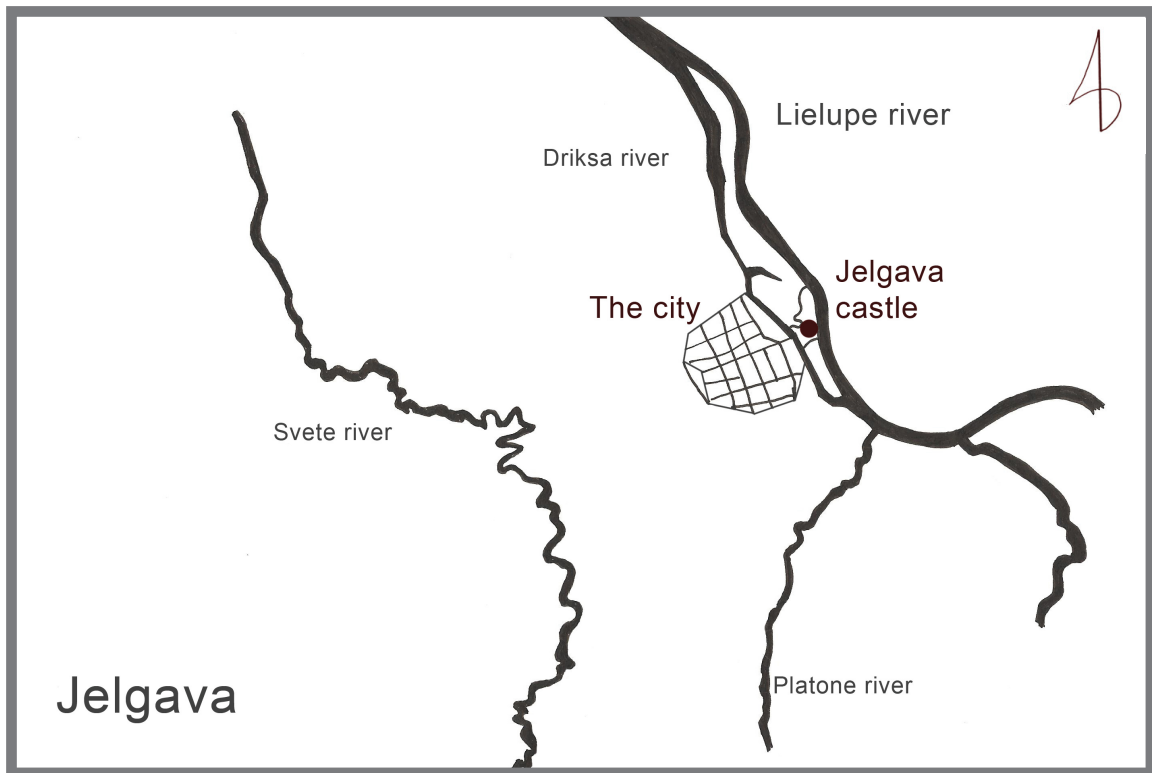 Lielupe river
Driksa river
Jelgava
castle
The city
Svete river
Platone river
Jelgava